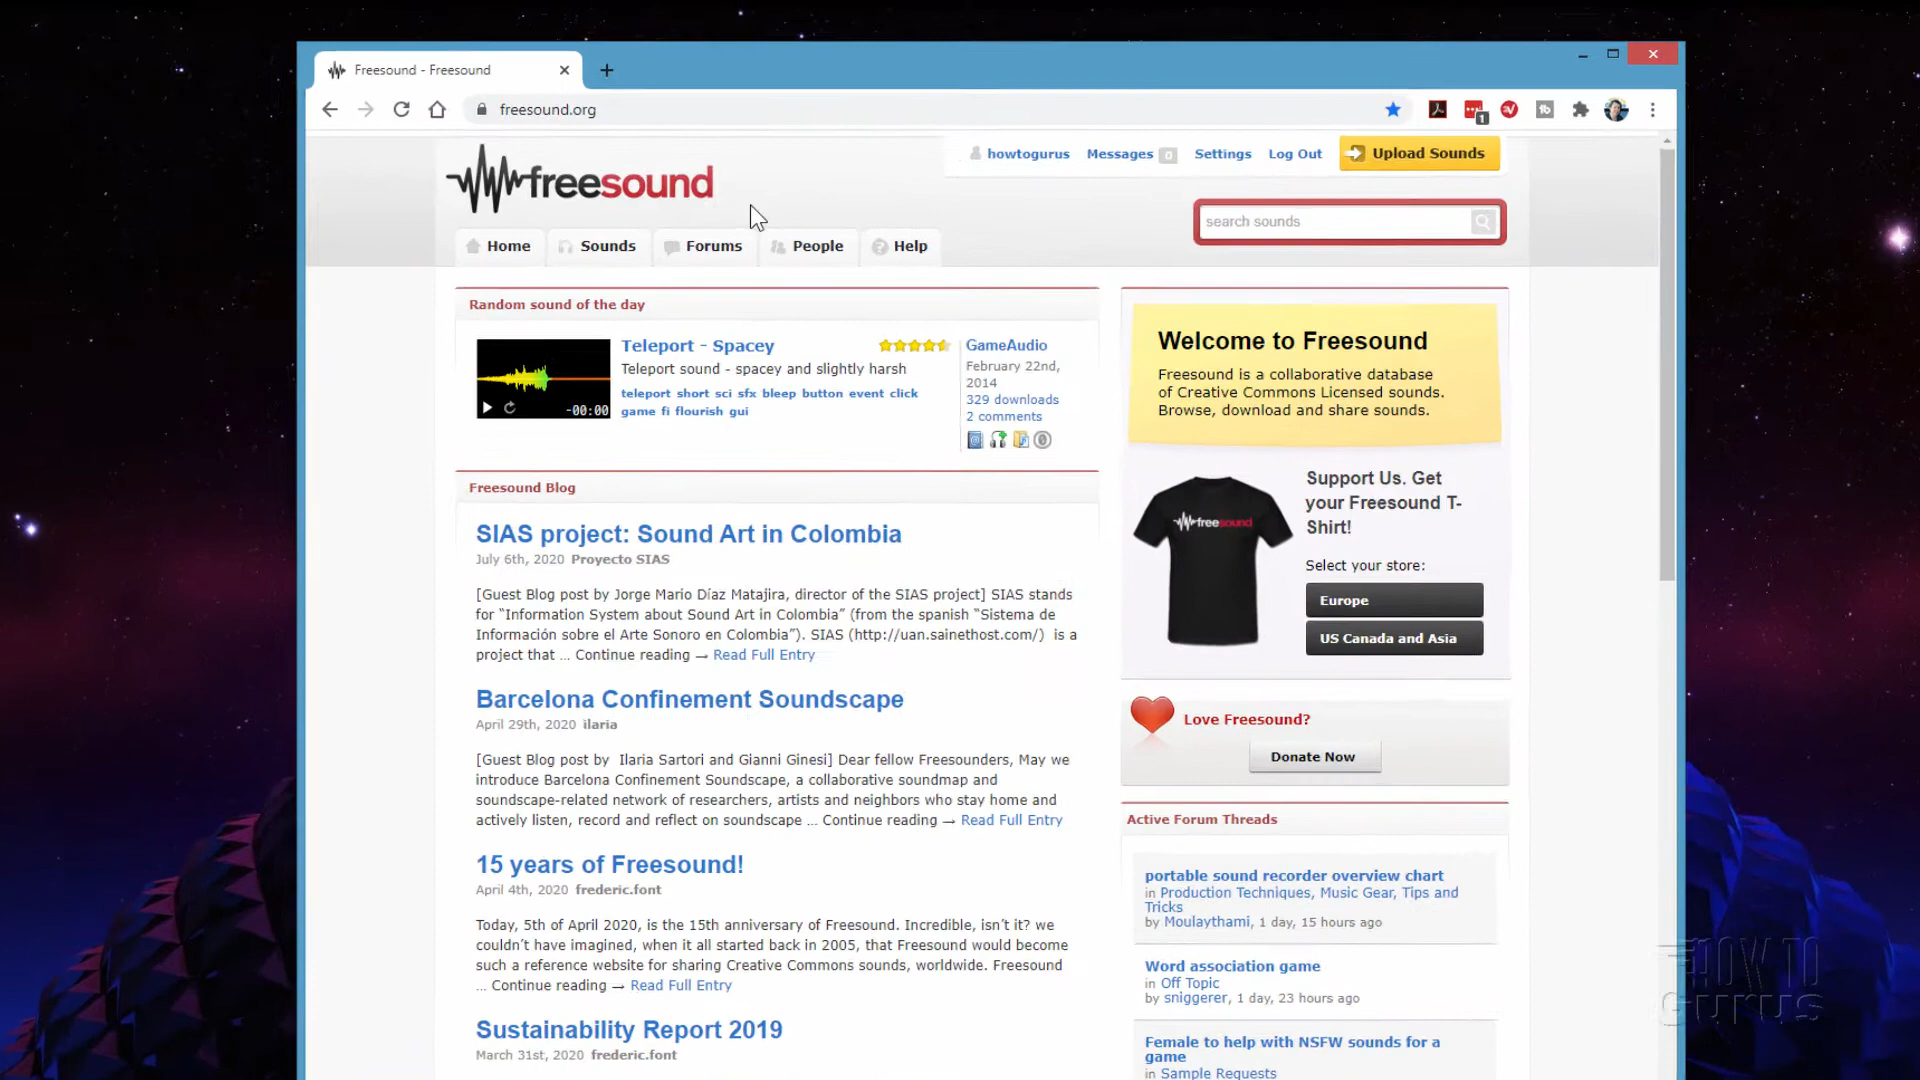 Freesound - Freesound
freesound.org
1
freesound
howtogurus Messages 0 Settings Log Out Upload Sounds
search sounds
Home Sounds Forums People Help
Random sound of the day
Teleport - Spacey
Teleport sound - spacey and slightly harsh
teleport short sci sfx bleep button event click
game fi flourish gui
-00:00
GameAudio
February 22nd,
2014
329 downloads
2 comments
Freesound Blog
SIAS project: Sound Art in Colombia
July 6th, 2020 Proyecto SIAS
[Guest Blog post by Jorge Mario Díaz Matajira, director of the SIAS project] SIAS stands
for “Information System about Sound Art in Colombia” (from the spanish “Sistema de
Información sobre el Arte Sonoro en Colombia”). SIAS (http://uan.sainethost.com/) is a
project that ... Continue reading → Read Full Entry
Barcelona Confinement Soundscape
April 29th, 2020 ilaria
[Guest Blog post by Ilaria Sartori and Gianni Ginesi] Dear fellow Freesounders, May we
introduce Barcelona Confinement Soundscape, a collaborative soundmap and
soundscape-related network of researchers, artists and neighbors who stay home and
actively listen, record and reflect on soundscape ... Continue reading → Read Full Entry
15 years of Freesound!
April 4th, 2020 frederic.font
Today, 5th of April 2020, is the 15th anniversary of Freesound. Incredible, isn’t it? we
couldn’t have imagined, when it all started back in 2005, that Freesound would become
such a reference website for sharing Creative Commons sounds, worldwide. Freesound
... Continue reading → Read Full Entry
Sustainability Report 2019
March 31st, 2020 frederic.font
Welcome to Freesound
Freesound is a collaborative database
of Creative Commons Licensed sounds.
Browse, download and share sounds.
freesound
Support Us. Get
your Freesound T-
Shirt!
Select your store:
Europe
US Canada and Asia
Love Freesound?
Donate Now
Active Forum Threads
portable sound recorder overview chart
in Production Techniques, Music Gear, Tips and
Tricks
by Moulaythami, 1 day, 15 hours ago
Word association game
in Off Topic
by sniggerer, 1 day, 23 hours ago
Female to help with NSFW sounds for a
game
in Sample Requests
HOW TO
GURUS